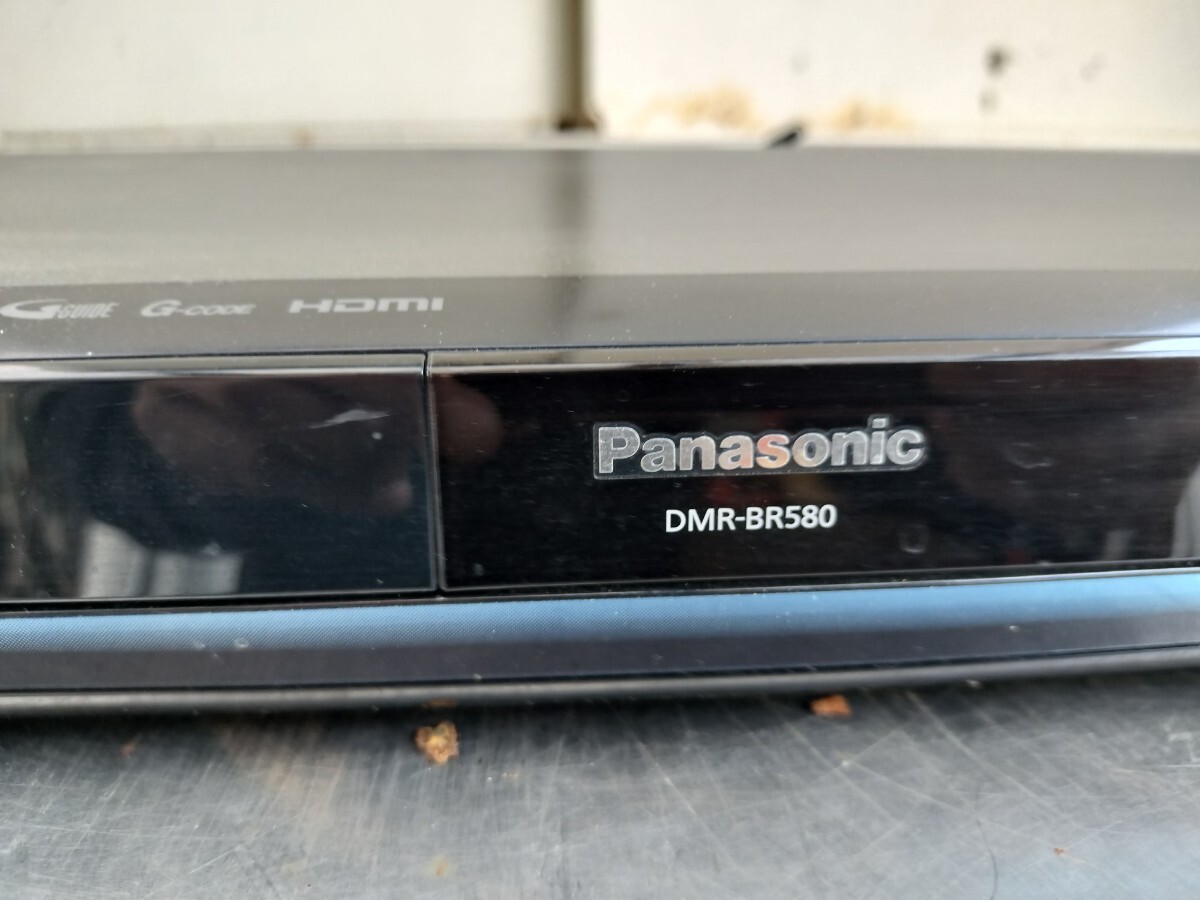 G GUIDE G-CODE HDMI
Panasonic
DMR-BR580